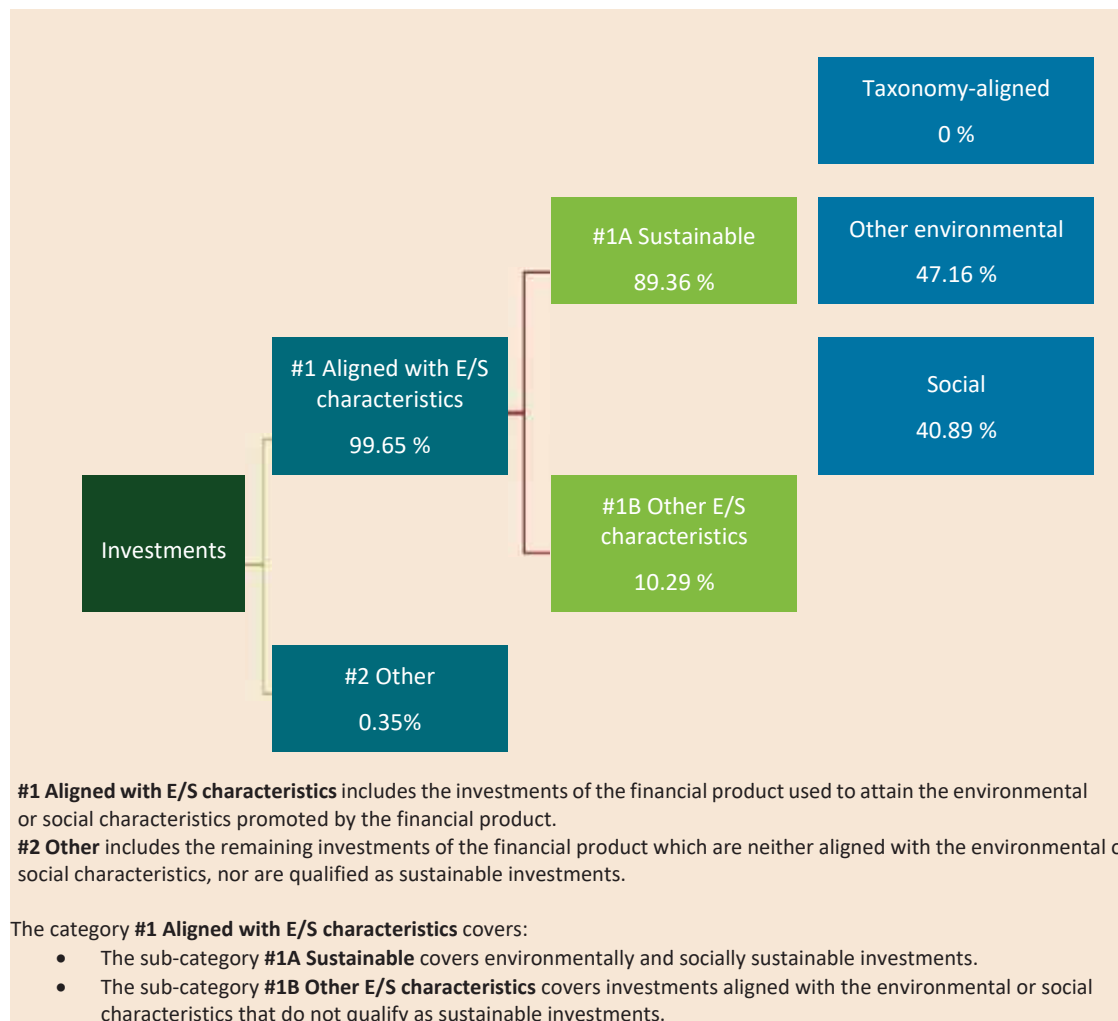 Taxonomy-aligned
0 %
#1A Sustainable
89.36 %
Other environmental
47.16 %
#1 Aligned with E/S
characteristics
99.65 %
Social
40.89 %
Investments
#1B Other E/S
characteristics
10.29 %
#2 Other
0.35%
#1 Aligned with E/S characteristics includes the investments of the financial product used to attain the environmental
or social characteristics promoted by the financial product.
#2 Other includes the remaining investments of the financial product which are neither aligned with the environmental
social characteristics, nor are qualified as sustainable investments.
The category #1 Aligned with E/S characteristics covers:
• The sub-category #1A Sustainable covers environmentally and socially sustainable investments.
• The sub-category #1B Other E/S characteristics covers investments aligned with the environmental or social
characteristics that do not qualify as sustainable investments.